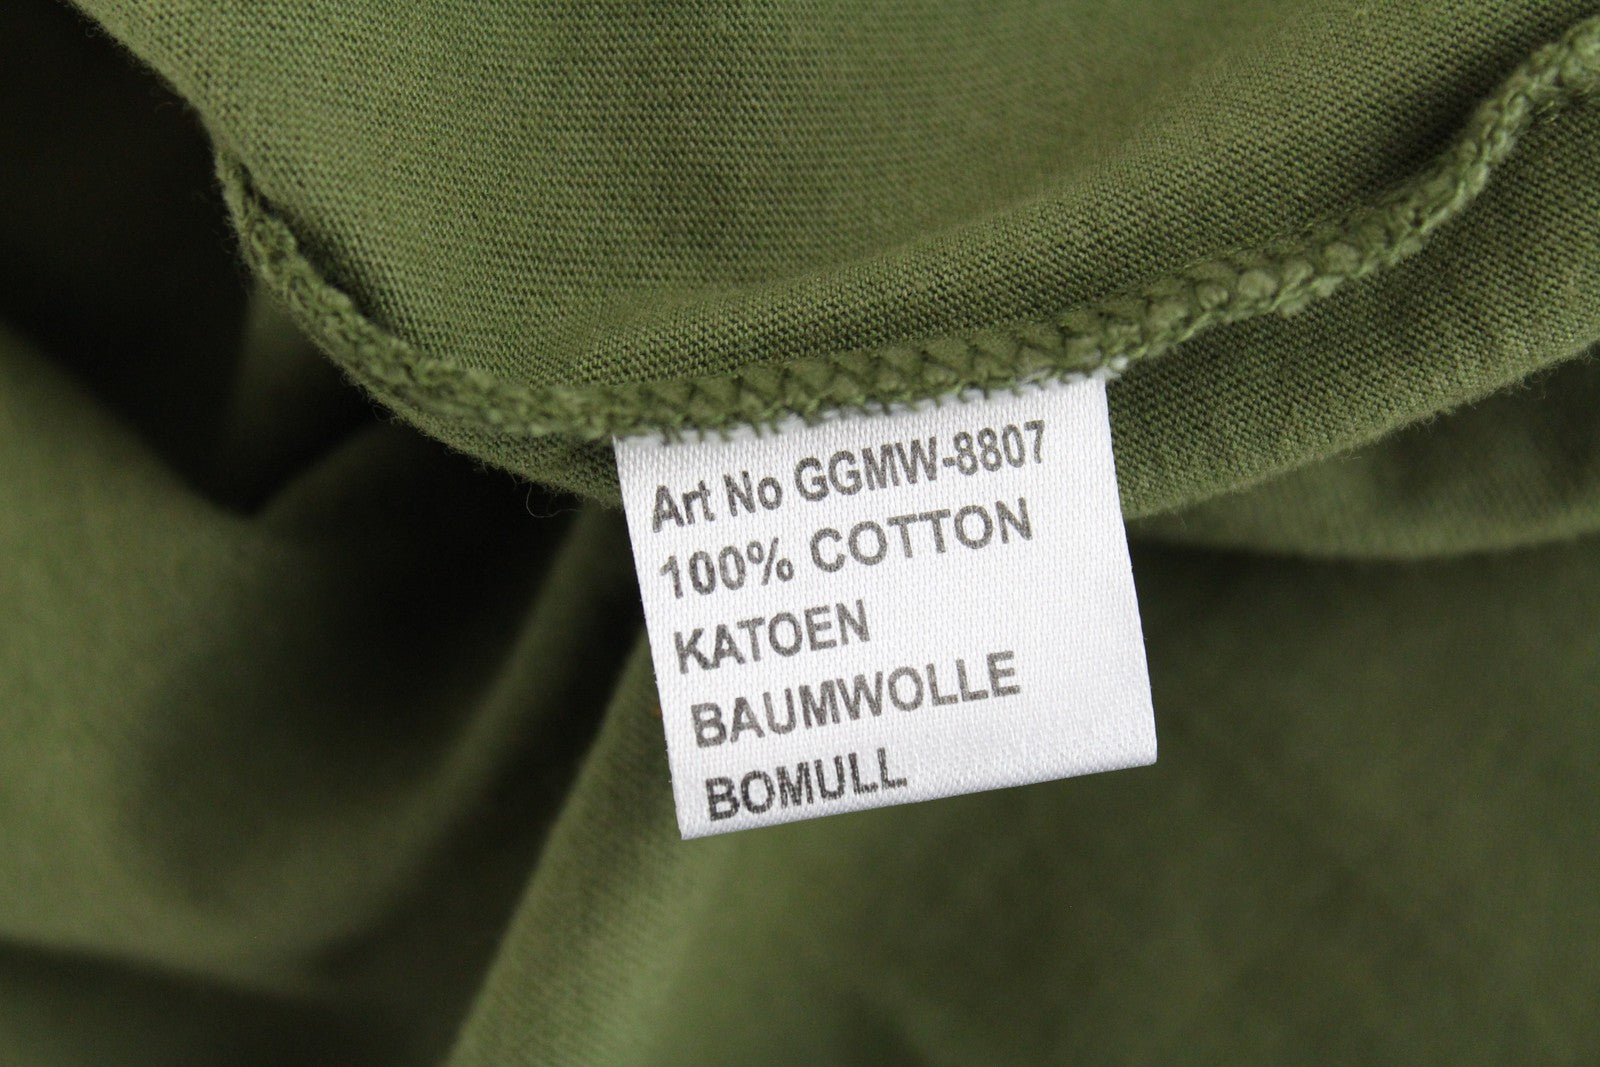 Art No GGMW-8807
100% COTTON
KATOEN
BAUMWOLLE
BOMULL